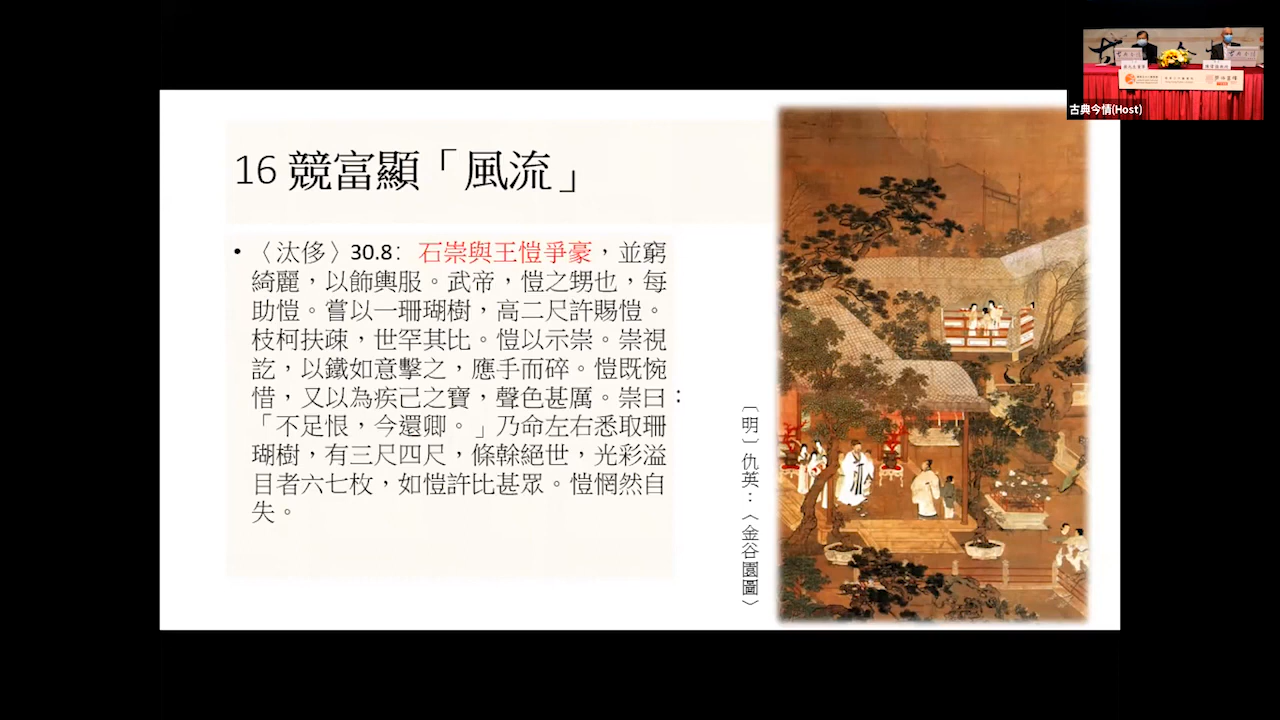 16 競富顯「風流」
• 〈汰侈〉30.8：石崇與王愷爭豪，並窮
綺麗，以飾輿服。武帝，愷之甥也，每
助愷。嘗以一珊瑚樹，高二尺許賜愷。
枝柯扶疎，世罕其比。愷以示崇。崇視
訖，以鐵如意擊之，應手而碎。愷既惋
惜，又以為疾己之寶，聲色甚厲。崇曰：
「不足恨，今還卿。」乃命左右悉取珊
瑚樹，有三尺四尺，條幹絕世，光彩溢
目者六七枚，如愷許比甚眾。愷惘然自
失。
〔明〕仇英：〈金谷園圖〉
古典今情(Host)